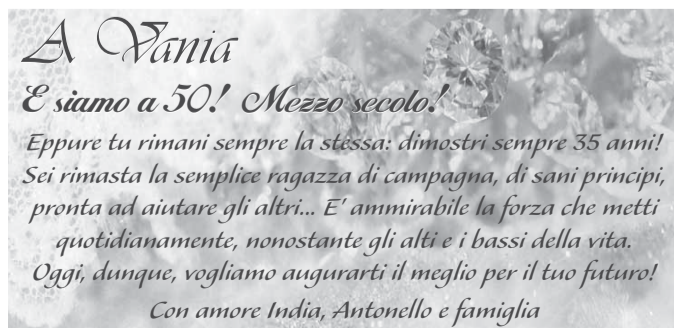 A Vania
E siamo a 50! Mezzo secolo!
Eppure tu rimani sempre la stessa: dimostri sempre 35 anni!
Sei rimasta la semplice ragazza di campagna, di sani principi,
pronta ad aiutare gli altri... E' ammirabile la forza che metti
quotidianamente, nonostante gli alti e i bassi della vita.
Oggi, dunque, vogliamo augurarti il meglio per il tuo futuro!
Con amore India, Antonello e famiglia